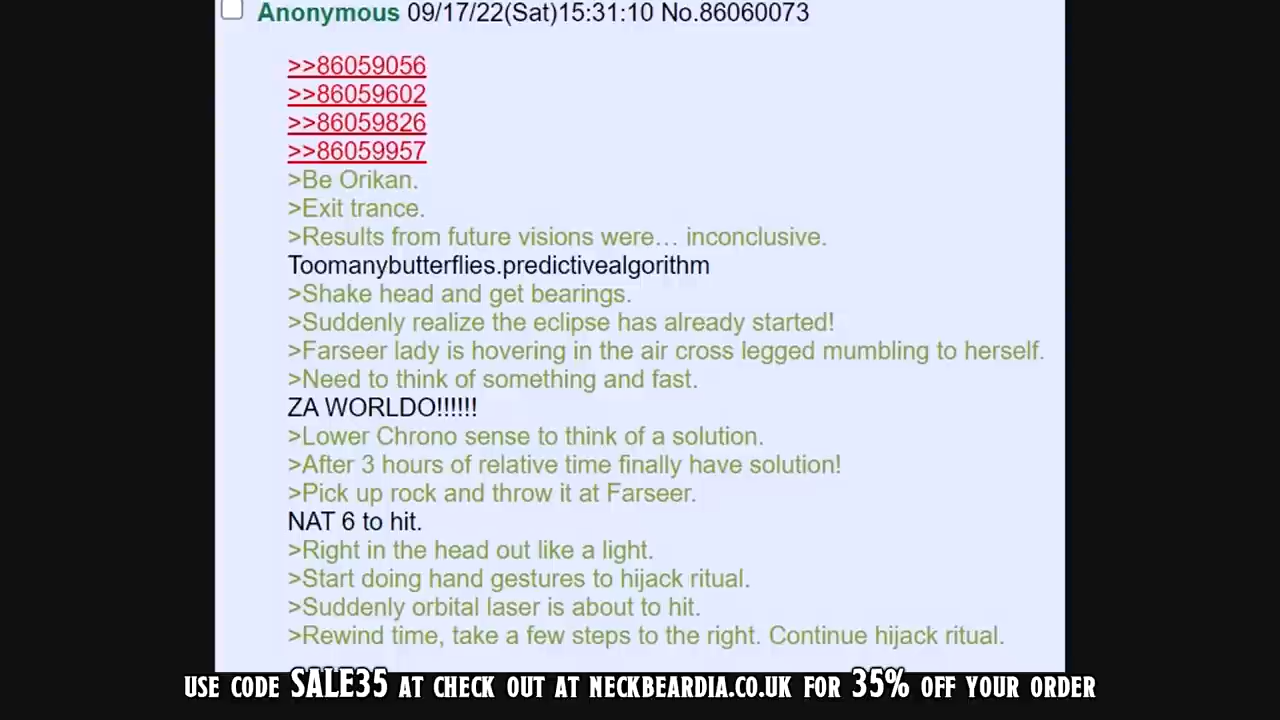 Anonymous 09/17/22(Sat)15:31:10 No.86060073
>>86059056
>>86059602
>>86059826
>>86059957
>Be Orikan.
>Exit trance.
>Results from future visions were… inconclusive.
Toomanybutterflies.predictivealgorithm
>Shake head and get bearings.
>Suddenly realize the eclipse has already started!
>Farseer lady is hovering in the air cross legged mumbling to herself.
>Need to think of something and fast.
ZA WORLDO!!!!!!
>Lower Chrono sense to think of a solution.
>After 3 hours of relative time finally have solution!
>Pick up rock and throw it at Farseer.
NAT 6 to hit.
>Right in the head out like a light.
>Start doing hand gestures to hijack ritual.
>Suddenly orbital laser is about to hit.
>Rewind time, take a few steps to the right. Continue hijack ritual.
USE CODE SALE35 AT CHECK OUT AT NECKBEARDIA.CO.UK FOR 35% OFF YOUR ORDER